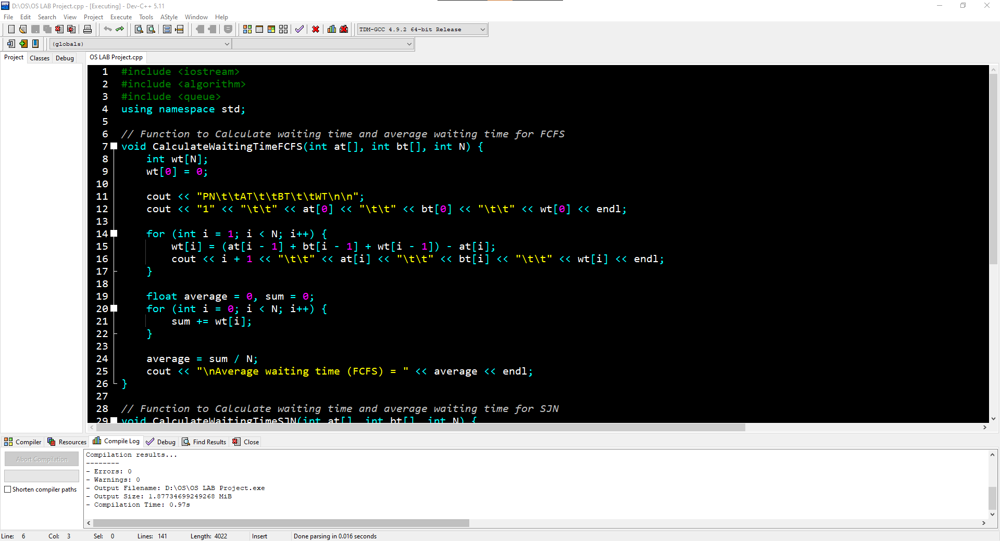 D:\OS\OS LAB Project.cpp - [Executing] - Dev-C++ 5.11
File Edit Search View Project Execute Tools AStyle Window Help
TDM-GCC 4.9.2 64-bit Release
(globals)
Project Classes Debug
OS LAB Project.cpp
1 #include <iostream>
2 #include <algorithm>
3 #include <queue>
4 using namespace std;
5
6 // Function to Calculate waiting time and average waiting time for FCFS
7 void CalculateWaitingTimeFCFS(int at[], int bt[], int N) {
8     int wt[N];
9     wt[0] = 0;
10
11     cout << "PN\t\tAT\t\tBT\t\tWT\n\n";
12     cout << "1" << "\t\t" << at[0] << "\t\t" << bt[0] << "\t\t" << wt[0] << endl;
13
14     for (int i = 1; i < N; i++) {
15         wt[i] = (at[i - 1] + bt[i - 1] + wt[i - 1]) - at[i];
16         cout << i + 1 << "\t\t" << at[i] << "\t\t" << bt[i] << "\t\t" << wt[i] << endl;
17     }
18
19     float average = 0, sum = 0;
20     for (int i = 0; i < N; i++) {
21         sum += wt[i];
22     }
23
24     average = sum / N;
25     cout << "\nAverage waiting time (FCFS) = " << average << endl;
26 }
27
28 // Function to Calculate waiting time and average waiting time for SJN
29 void CalculateWaitingTimeSJN(int at[], int bt[], int N) {
Compiler Resources Compile Log Debug Find Results Close
Abort Compilation
Shorten compiler paths
Compilation results...
--------
- Errors: 0
- Warnings: 0
- Output Filename: D:\OS\OS LAB Project.exe
- Output Size: 1.87734699249268 MiB
- Compilation Time: 0.97s
Line: 6 Col: 3 Sel: 0 Lines: 141 Length: 4022 Insert Done parsing in 0.016 seconds